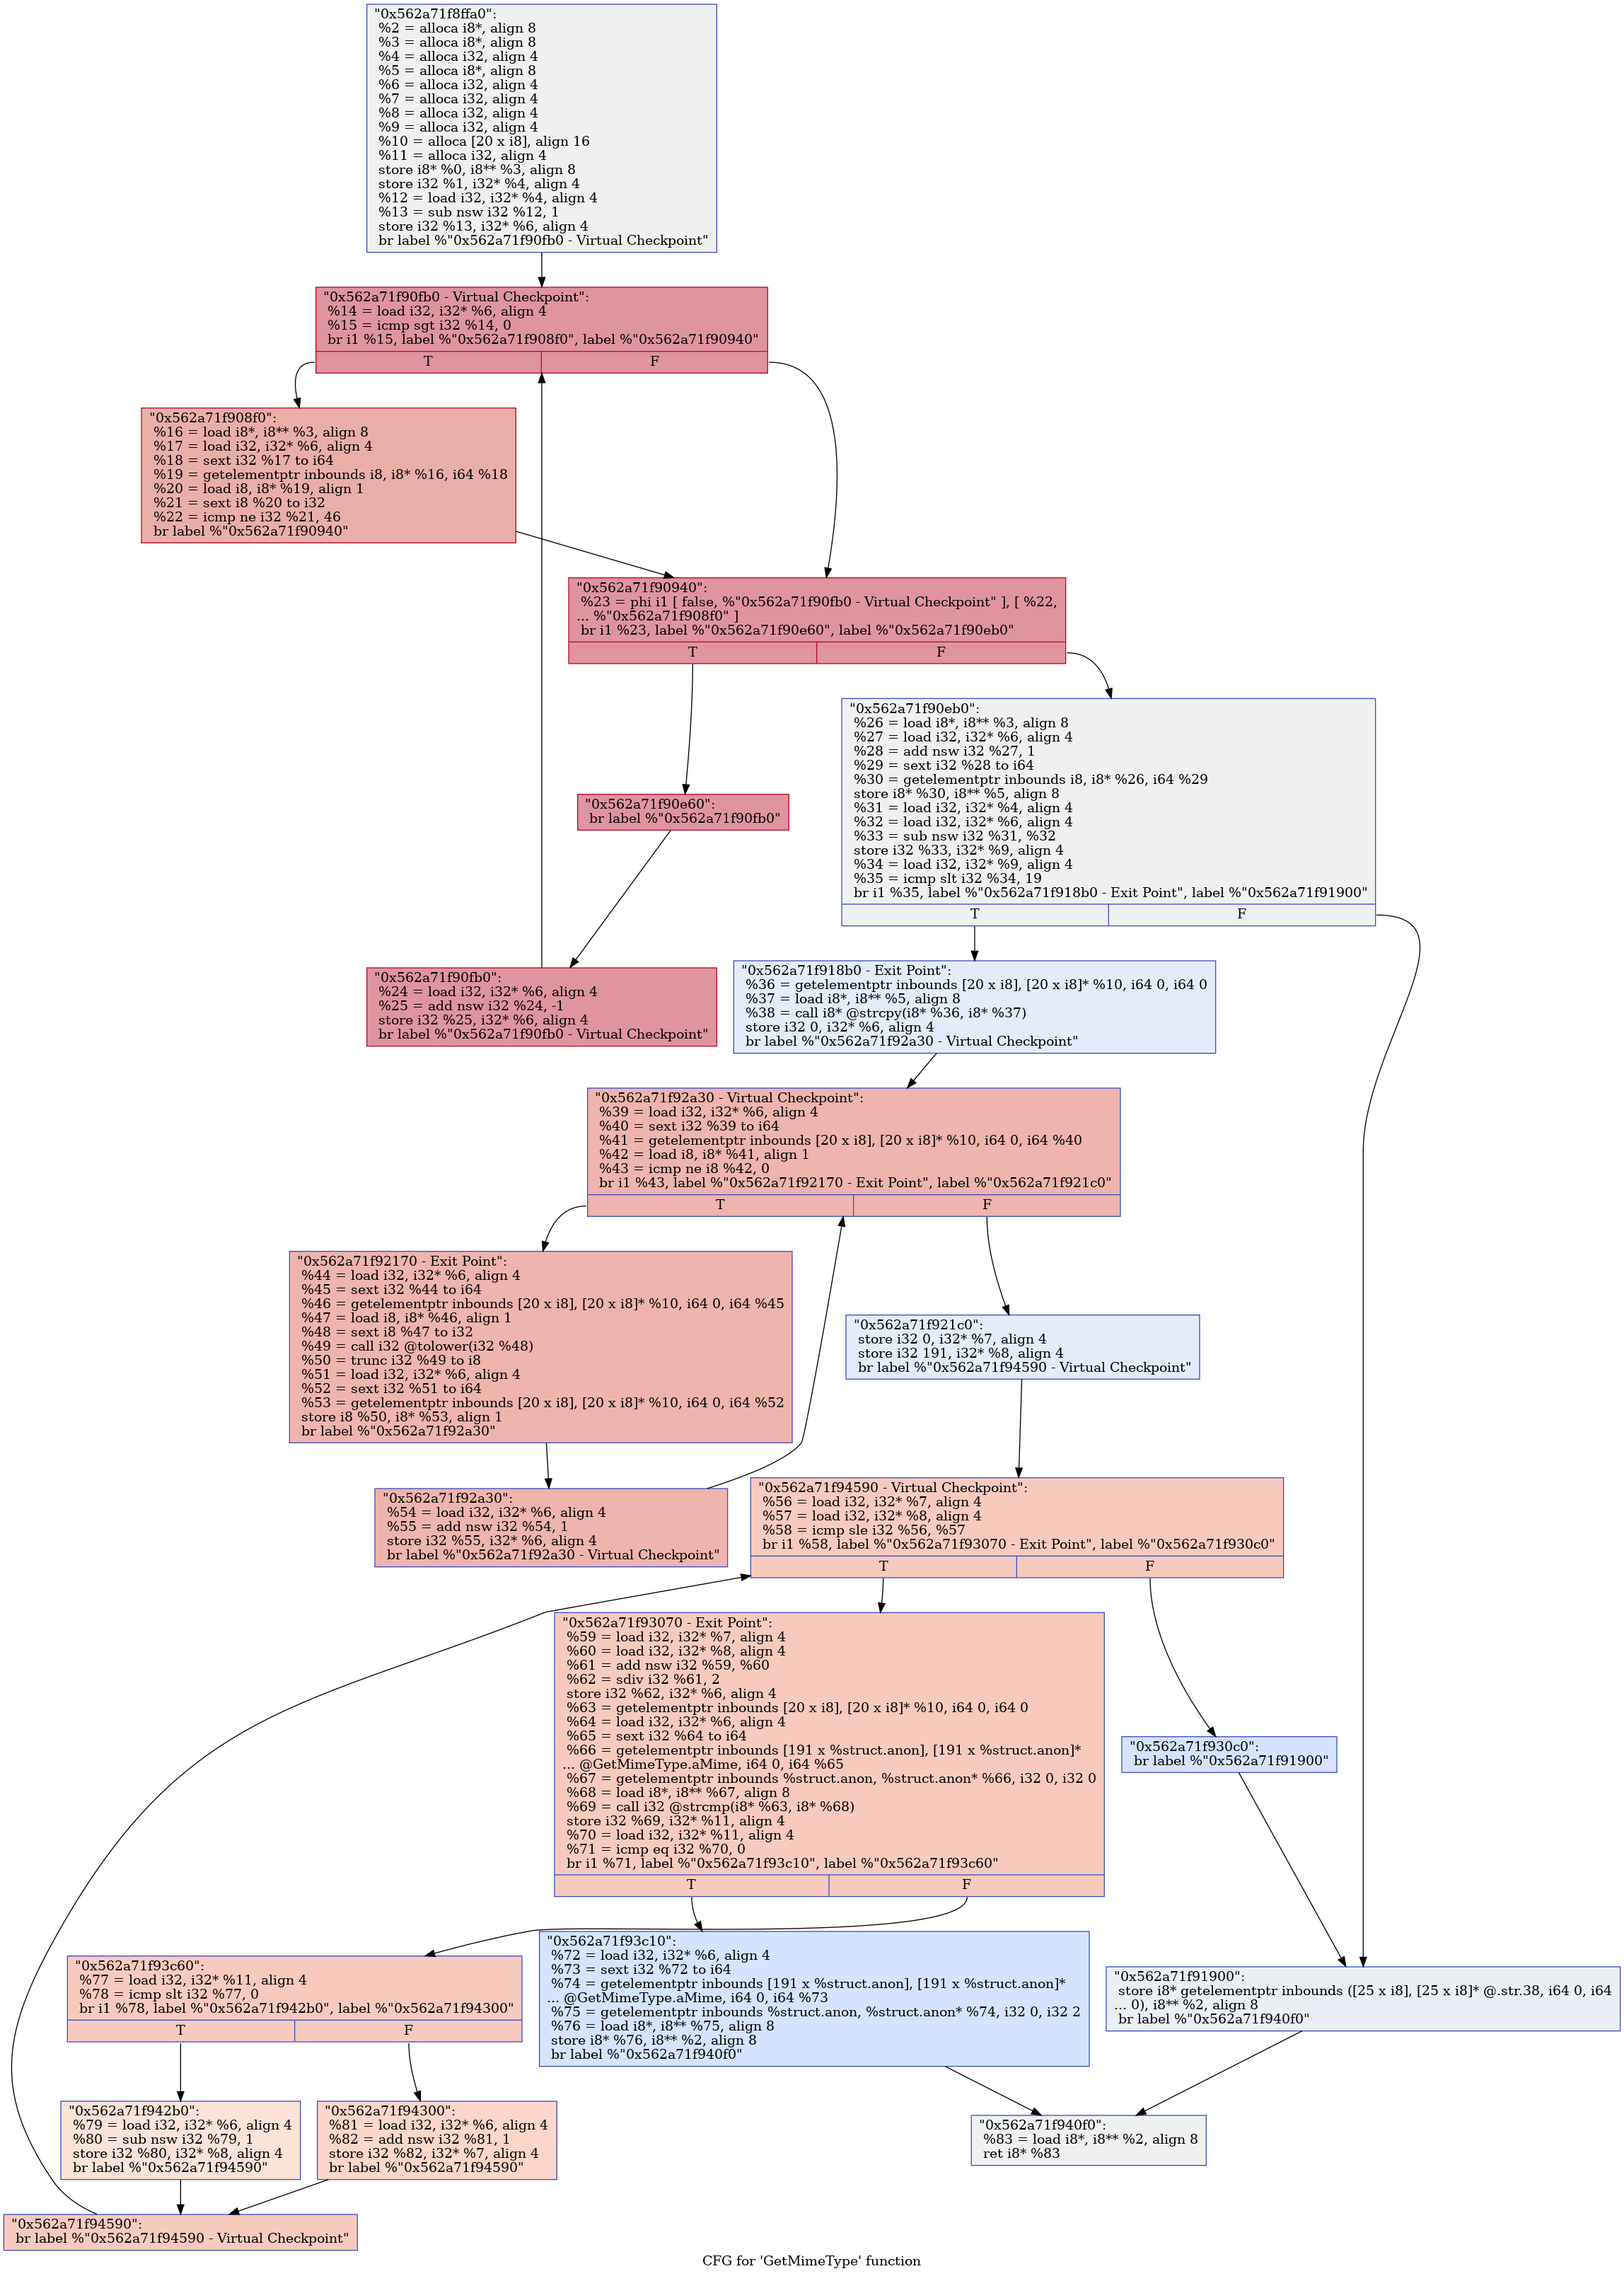 "0x562a71f8ffa0":
%2 = alloca i8*, align 8
%3 = alloca i8*, align 8
%4 = alloca i32, align 4
%5 = alloca i8*, align 8
%6 = alloca i32, align 4
%7 = alloca i32, align 4
%8 = alloca i32, align 4
%9 = alloca i32, align 4
%10 = alloca [20 x i8], align 16
%11 = alloca i32, align 4
store i8* %0, i8** %3, align 8
store i32 %1, i32* %4, align 4
%12 = load i32, i32* %4, align 4
%13 = sub nsw i32 %12, 1
store i32 %13, i32* %6, align 4
br label %"0x562a71f90fb0 - Virtual Checkpoint"
"0x562a71f90fb0 - Virtual Checkpoint":
%14 = load i32, i32* %6, align 4
%15 = icmp sgt i32 %14, 0
br i1 %15, label %"0x562a71f908f0", label %"0x562a71f90940"
T F
"0x562a71f908f0":
%16 = load i8*, i8** %3, align 8
%17 = load i32, i32* %6, align 4
%18 = sext i32 %17 to i64
%19 = getelementptr inbounds i8, i8* %16, i64 %18
%20 = load i8, i8* %19, align 1
%21 = sext i8 %20 to i32
%22 = icmp ne i32 %21, 46
br label %"0x562a71f90940"
"0x562a71f90940":
%23 = phi i1 [ false, %"0x562a71f90fb0 - Virtual Checkpoint" ], [ %22,
... %"0x562a71f908f0" ]
br i1 %23, label %"0x562a71f90e60", label %"0x562a71f90eb0"
T F
"0x562a71f90eb0":
%26 = load i8*, i8** %3, align 8
%27 = load i32, i32* %6, align 4
%28 = add nsw i32 %27, 1
%29 = sext i32 %28 to i64
%30 = getelementptr inbounds i8, i8* %26, i64 %29
store i8* %30, i8** %5, align 8
%31 = load i32, i32* %4, align 4
%32 = load i32, i32* %6, align 4
%33 = sub nsw i32 %31, %32
store i32 %33, i32* %9, align 4
%34 = load i32, i32* %9, align 4
%35 = icmp slt i32 %34, 19
br i1 %35, label %"0x562a71f918b0 - Exit Point", label %"0x562a71f91900"
T F
"0x562a71f90e60":
br label %"0x562a71f90fb0"
"0x562a71f90fb0":
%24 = load i32, i32* %6, align 4
%25 = add nsw i32 %24, -1
store i32 %25, i32* %6, align 4
br label %"0x562a71f90fb0 - Virtual Checkpoint"
"0x562a71f918b0 - Exit Point":
%36 = getelementptr inbounds [20 x i8], [20 x i8]* %10, i64 0, i64 0
%37 = load i8*, i8** %5, align 8
%38 = call i8* @strcpy(i8* %36, i8* %37)
store i32 0, i32* %6, align 4
br label %"0x562a71f92a30 - Virtual Checkpoint"
"0x562a71f92a30 - Virtual Checkpoint":
%39 = load i32, i32* %6, align 4
%40 = sext i32 %39 to i64
%41 = getelementptr inbounds [20 x i8], [20 x i8]* %10, i64 0, i64 %40
%42 = load i8, i8* %41, align 1
%43 = icmp ne i8 %42, 0
br i1 %43, label %"0x562a71f92170 - Exit Point", label %"0x562a71f921c0"
T F
"0x562a71f92170 - Exit Point":
%44 = load i32, i32* %6, align 4
%45 = sext i32 %44 to i64
%46 = getelementptr inbounds [20 x i8], [20 x i8]* %10, i64 0, i64 %45
%47 = load i8, i8* %46, align 1
%48 = sext i8 %47 to i32
%49 = call i32 @tolower(i32 %48)
%50 = trunc i32 %49 to i8
%51 = load i32, i32* %6, align 4
%52 = sext i32 %51 to i64
%53 = getelementptr inbounds [20 x i8], [20 x i8]* %10, i64 0, i64 %52
store i8 %50, i8* %53, align 1
br label %"0x562a71f92a30"
"0x562a71f921c0":
store i32 0, i32* %7, align 4
store i32 191, i32* %8, align 4
br label %"0x562a71f94590 - Virtual Checkpoint"
"0x562a71f92a30":
%54 = load i32, i32* %6, align 4
%55 = add nsw i32 %54, 1
store i32 %55, i32* %6, align 4
br label %"0x562a71f92a30 - Virtual Checkpoint"
"0x562a71f94590 - Virtual Checkpoint":
%56 = load i32, i32* %7, align 4
%57 = load i32, i32* %8, align 4
%58 = icmp sle i32 %56, %57
br i1 %58, label %"0x562a71f93070 - Exit Point", label %"0x562a71f930c0"
T F
"0x562a71f93070 - Exit Point":
%59 = load i32, i32* %7, align 4
%60 = load i32, i32* %8, align 4
%61 = add nsw i32 %59, %60
%62 = sdiv i32 %61, 2
store i32 %62, i32* %6, align 4
%63 = getelementptr inbounds [20 x i8], [20 x i8]* %10, i64 0, i64 0
%64 = load i32, i32* %6, align 4
%65 = sext i32 %64 to i64
%66 = getelementptr inbounds [191 x %struct.anon], [191 x %struct.anon]*
... @GetMimeType.aMime, i64 0, i64 %65
%67 = getelementptr inbounds %struct.anon, %struct.anon* %66, i32 0, i32 0
%68 = load i8*, i8** %67, align 8
%69 = call i32 @strcmp(i8* %63, i8* %68)
store i32 %69, i32* %11, align 4
%70 = load i32, i32* %11, align 4
%71 = icmp eq i32 %70, 0
br i1 %71, label %"0x562a71f93c10", label %"0x562a71f93c60"
T F
"0x562a71f930c0":
br label %"0x562a71f91900"
"0x562a71f93c60":
%77 = load i32, i32* %11, align 4
%78 = icmp slt i32 %77, 0
br i1 %78, label %"0x562a71f942b0", label %"0x562a71f94300"
T F
"0x562a71f93c10":
%72 = load i32, i32* %6, align 4
%73 = sext i32 %72 to i64
%74 = getelementptr inbounds [191 x %struct.anon], [191 x %struct.anon]*
... @GetMimeType.aMime, i64 0, i64 %73
%75 = getelementptr inbounds %struct.anon, %struct.anon* %74, i32 0, i32 2
%76 = load i8*, i8** %75, align 8
store i8* %76, i8** %2, align 8
br label %"0x562a71f940f0"
"0x562a71f91900":
store i8* getelementptr inbounds ([25 x i8], [25 x i8]* @.str.38, i64 0, i64
... 0), i8** %2, align 8
br label %"0x562a71f940f0"
"0x562a71f942b0":
%79 = load i32, i32* %6, align 4
%80 = sub nsw i32 %79, 1
store i32 %80, i32* %8, align 4
br label %"0x562a71f94590"
"0x562a71f94300":
%81 = load i32, i32* %6, align 4
%82 = add nsw i32 %81, 1
store i32 %82, i32* %7, align 4
br label %"0x562a71f94590"
"0x562a71f940f0":
%83 = load i8*, i8** %2, align 8
ret i8* %83
"0x562a71f94590":
br label %"0x562a71f94590 - Virtual Checkpoint"
CFG for 'GetMimeType' function